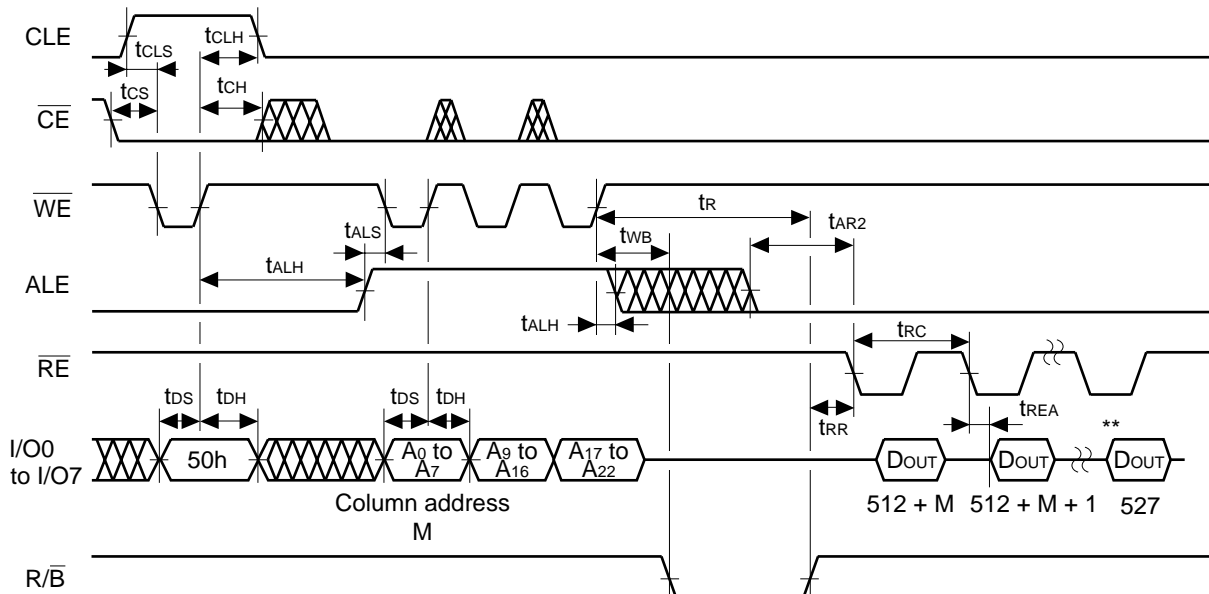 CLE
tCLS
tCLH
tCS
tCH
CE
WE
tR
tALS
tWB
tAR2
tALH
ALE
tALH
tRC
RE
tDS
tDH
tDS
tDH
tRR
tREA
**
I/O0
to I/O7
50h
A0 to
A7
A9 to
A16
A17 to
A22
DOUT
DOUT
DOUT
Column address
M
512 + M
512 + M + 1
527
R/B